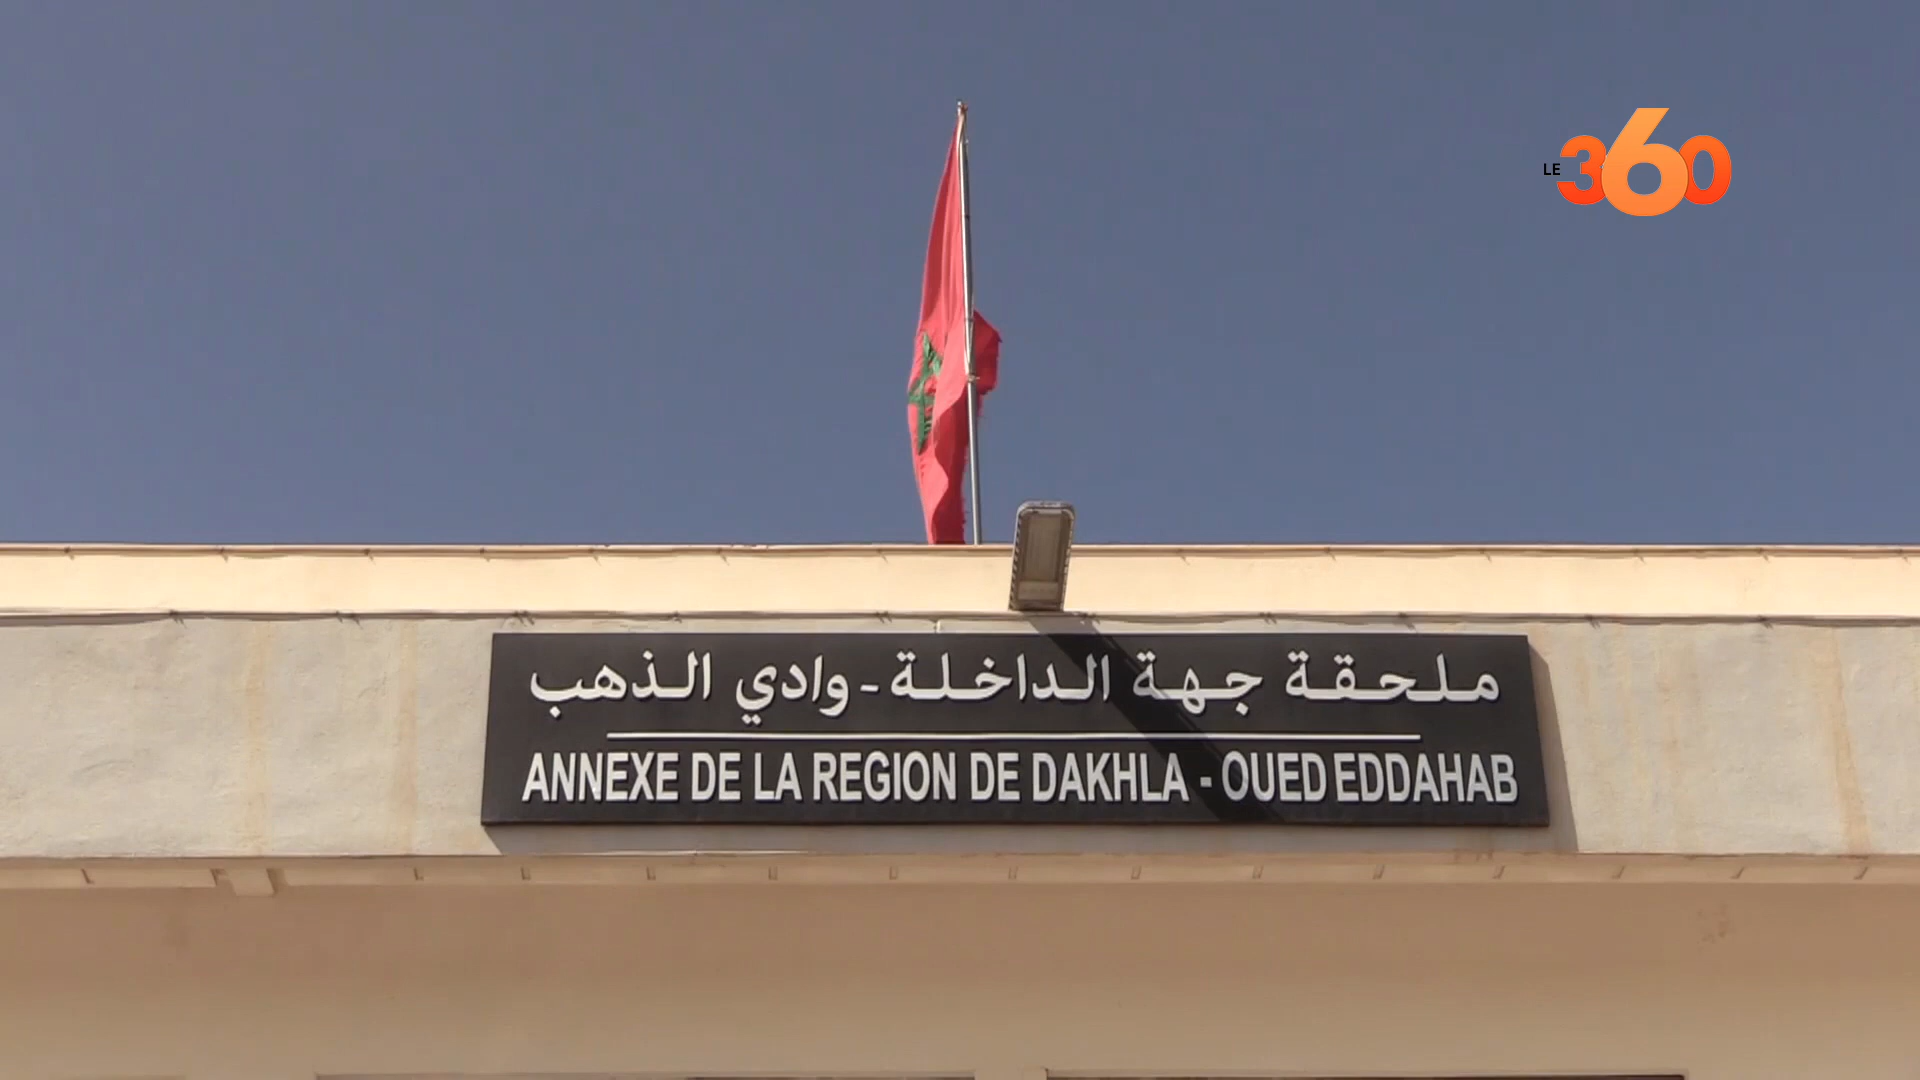 LE 360
ملحقة جهة الداخلة - وادي الذهب
ANNEXE DE LA REGION DE DAKHLA - OUED EDDAHAB